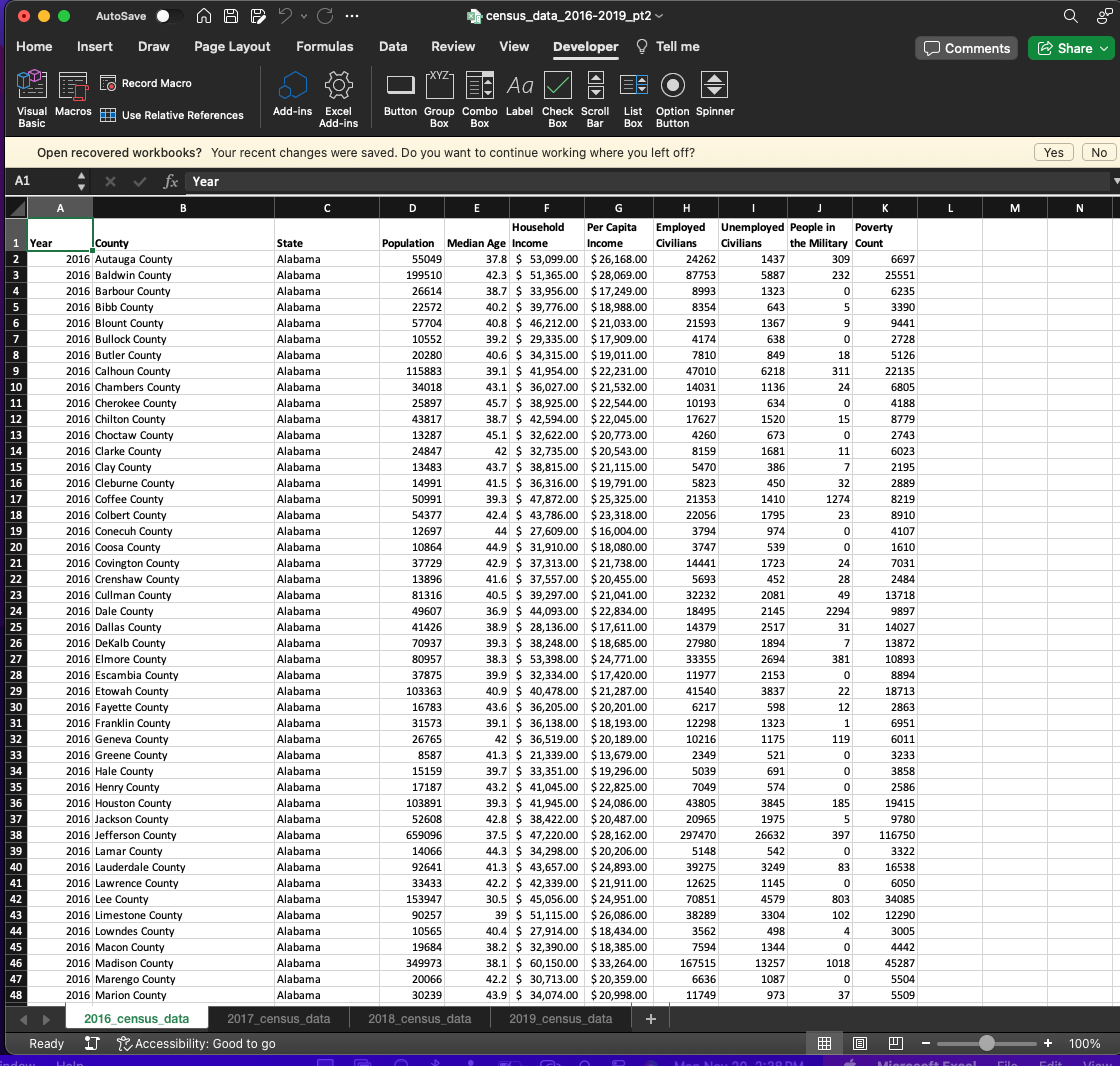 AutoSave census_data_2016-2019_pt2
Home Insert Draw Page Layout Formulas Data Review View Developer Tell me Comments Share
Visual Basic Macros Record Macro Use Relative References Add-ins Excel Add-ins Button Group Box Combo Box Label Check Box Scroll Bar List Box Option Button Spinner
XYZ Aa
Open recovered workbooks? Your recent changes were saved. Do you want to continue working where you left off? Yes No
A1 fx Year
A B C D E F G H I J K L M N
1 Year County State Population Median Age Household Income Per Capita Income Employed Civilians Unemployed Civilians People in the Military Poverty Count
2 2016 Autauga County Alabama 55049 37.8 $ 53,099.00 $ 26,168.00 24262 1437 309 6697
3 2016 Baldwin County Alabama 199510 42.3 $ 51,365.00 $ 28,069.00 87753 5887 232 25551
4 2016 Barbour County Alabama 26614 38.7 $ 33,956.00 $ 17,249.00 8993 1323 0 6235
5 2016 Bibb County Alabama 22572 40.2 $ 39,776.00 $ 18,988.00 8354 643 5 3390
6 2016 Blount County Alabama 57704 40.8 $ 46,212.00 $ 21,033.00 21593 1367 9 9441
7 2016 Bullock County Alabama 10552 39.2 $ 29,335.00 $ 17,909.00 4174 638 0 2728
8 2016 Butler County Alabama 20280 40.6 $ 34,315.00 $ 19,011.00 7810 849 18 5126
9 2016 Calhoun County Alabama 115883 39.1 $ 41,954.00 $ 22,231.00 47010 6218 311 22135
10 2016 Chambers County Alabama 34018 43.1 $ 36,027.00 $ 21,532.00 14031 1136 24 6805
11 2016 Cherokee County Alabama 25897 45.7 $ 38,925.00 $ 22,544.00 10193 634 0 4188
12 2016 Chilton County Alabama 43817 38.7 $ 42,594.00 $ 22,045.00 17627 1520 15 8779
13 2016 Choctaw County Alabama 13287 45.1 $ 32,622.00 $ 20,773.00 4260 673 0 2743
14 2016 Clarke County Alabama 24847 42 $ 32,735.00 $ 20,543.00 8159 1681 11 6023
15 2016 Clay County Alabama 13483 43.7 $ 38,815.00 $ 21,115.00 5470 386 7 2195
16 2016 Cleburne County Alabama 14991 41.5 $ 36,316.00 $ 19,791.00 5823 450 32 2889
17 2016 Coffee County Alabama 50991 39.3 $ 47,872.00 $ 25,325.00 21353 1410 1274 8219
18 2016 Colbert County Alabama 54377 42.4 $ 43,786.00 $ 23,318.00 22056 1795 23 8910
19 2016 Conecuh County Alabama 12697 44 $ 27,609.00 $ 16,004.00 3794 974 0 4107
20 2016 Coosa County Alabama 10864 44.9 $ 31,910.00 $ 18,080.00 3747 539 0 1610
21 2016 Covington County Alabama 37729 42.9 $ 37,313.00 $ 21,738.00 14441 1723 24 7031
22 2016 Crenshaw County Alabama 13896 41.6 $ 37,557.00 $ 20,455.00 5693 452 28 2484
23 2016 Cullman County Alabama 81316 40.5 $ 39,297.00 $ 21,041.00 32232 2081 49 13718
24 2016 Dale County Alabama 49607 36.9 $ 44,093.00 $ 22,834.00 18495 2145 2294 9897
25 2016 Dallas County Alabama 41426 38.9 $ 28,136.00 $ 17,611.00 14379 2517 31 14027
26 2016 DeKalb County Alabama 70937 39.3 $ 38,248.00 $ 18,685.00 27980 1894 7 13872
27 2016 Elmore County Alabama 80957 38.3 $ 53,398.00 $ 24,771.00 33355 2694 381 10893
28 2016 Escambia County Alabama 37875 39.9 $ 32,334.00 $ 17,420.00 11977 2153 0 8894
29 2016 Etowah County Alabama 103363 40.9 $ 40,478.00 $ 21,287.00 41540 3837 22 18713
30 2016 Fayette County Alabama 16783 43.6 $ 36,205.00 $ 20,201.00 6217 598 12 2863
31 2016 Franklin County Alabama 31573 39.1 $ 36,138.00 $ 18,193.00 12298 1323 1 6951
32 2016 Geneva County Alabama 26765 42 $ 36,519.00 $ 20,189.00 10216 1175 119 6011
33 2016 Greene County Alabama 8587 41.3 $ 21,339.00 $ 13,679.00 2349 521 0 3233
34 2016 Hale County Alabama 15159 39.7 $ 33,351.00 $ 19,296.00 5039 691 0 3858
35 2016 Henry County Alabama 17187 43.2 $ 41,045.00 $ 22,825.00 7049 574 0 2586
36 2016 Houston County Alabama 103891 39.3 $ 41,945.00 $ 24,086.00 43805 3845 185 19415
37 2016 Jackson County Alabama 52608 42.8 $ 38,422.00 $ 20,487.00 20965 1975 5 9780
38 2016 Jefferson County Alabama 659096 37.5 $ 47,220.00 $ 28,162.00 297470 26632 397 116750
39 2016 Lamar County Alabama 14066 44.3 $ 34,298.00 $ 20,206.00 5148 542 0 3322
40 2016 Lauderdale County Alabama 92641 41.3 $ 43,657.00 $ 24,893.00 39275 3249 83 16538
41 2016 Lawrence County Alabama 33433 42.2 $ 42,339.00 $ 21,911.00 12625 1145 0 6050
42 2016 Lee County Alabama 153947 30.5 $ 45,056.00 $ 24,951.00 70851 4579 803 34085
43 2016 Limestone County Alabama 90257 39 $ 51,115.00 $ 26,086.00 38289 3304 102 12290
44 2016 Lowndes County Alabama 10565 40.4 $ 27,914.00 $ 18,434.00 3562 498 4 3005
45 2016 Macon County Alabama 19684 38.2 $ 32,390.00 $ 18,385.00 7594 1344 0 4442
46 2016 Madison County Alabama 349973 38.1 $ 60,150.00 $ 33,264.00 167515 13257 1018 45287
47 2016 Marengo County Alabama 20066 42.2 $ 30,713.00 $ 20,359.00 6636 1087 0 5504
48 2016 Marion County Alabama 30239 43.9 $ 34,074.00 $ 20,998.00 11749 973 37 5509
2016_census_data 2017_census_data 2018_census_data 2019_census_data +
Ready Accessibility: Good to go 100%